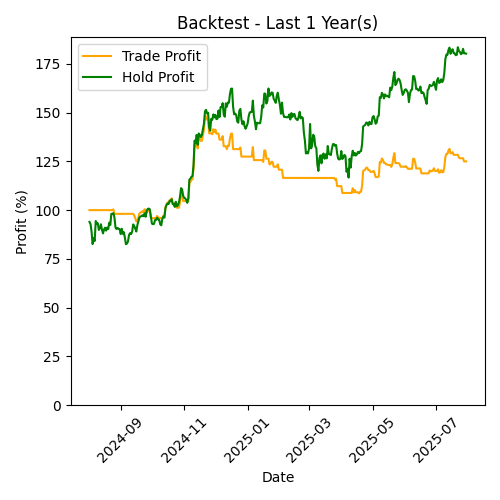 Backtest - Last 1 Year(s)
Trade Profit
Hold Profit
175
150
125
100
75
50
25
0
Profit (%)
2024-09
2024-11
2025-01
2025-03
2025-05
2025-07
Date